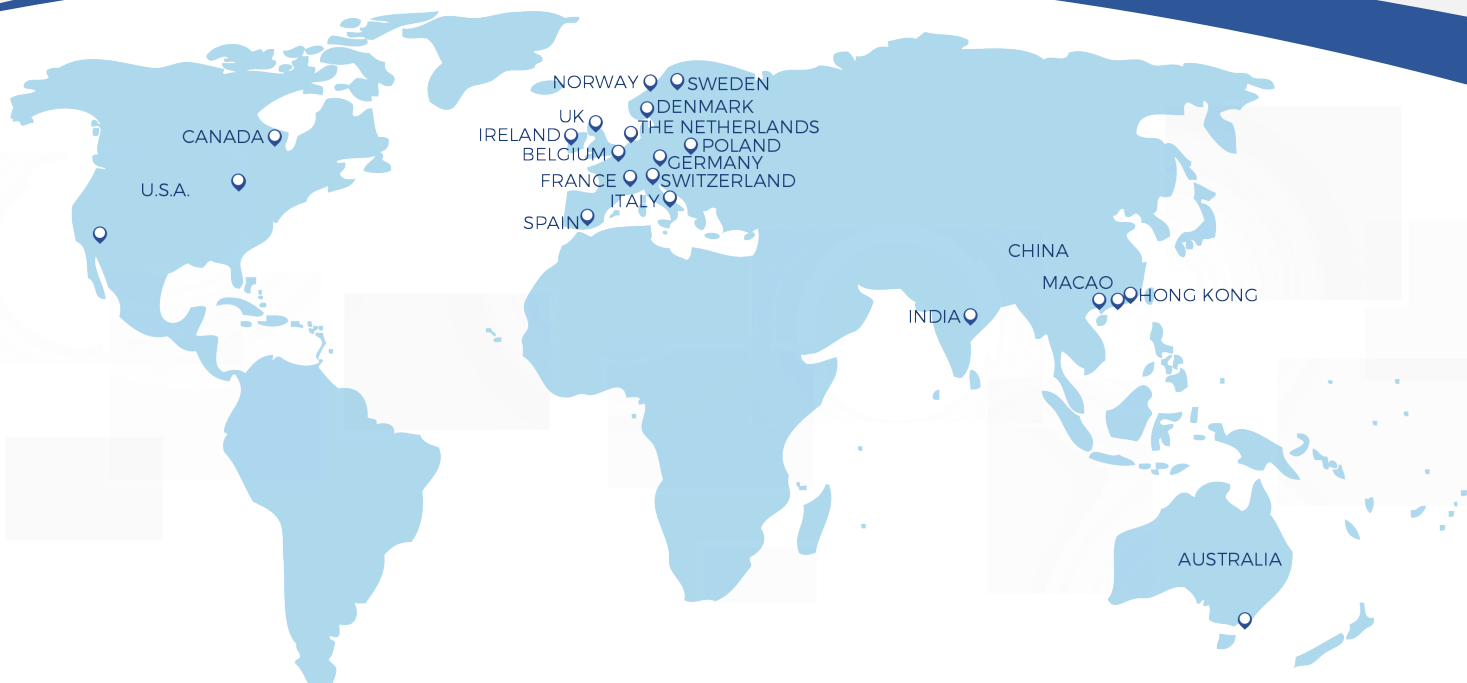 NORWAY
SWEDEN
DENMARK
UK
THE NETHERLANDS
IRELAND
CANADA
POLAND
BELGIUM
GERMANY
FRANCE
SWITZERLAND
U.S.A.
ITALY
SPAIN
CHINA
MACAO
HONG KONG
INDIA
AUSTRALIA